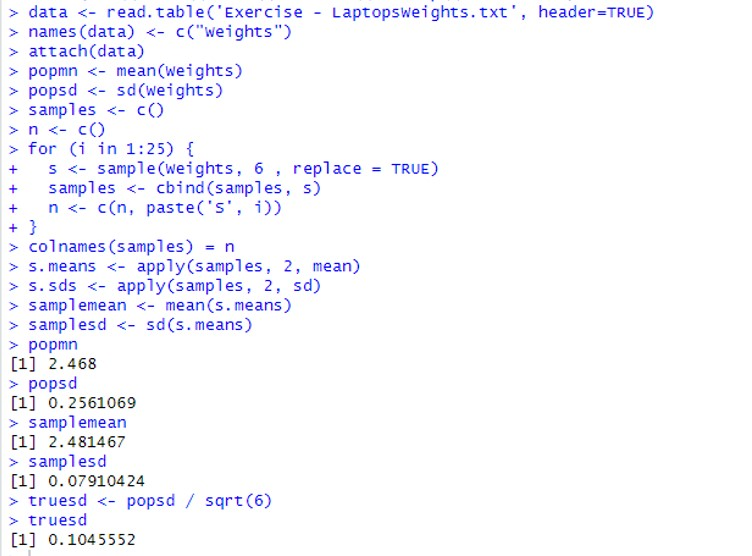 > data <- read.table('Exercise - LaptopsWeights.txt', header=TRUE)
> names(data) <- c("Weights")
> attach(data)
> popmn <- mean(Weights)
> popsd <- sd(Weights)
> samples <- c()
> n <- c()
> for (i in 1:25) {
+   s <- sample(Weights, 6 , replace = TRUE)
+   samples <- cbind(samples, s)
+   n <- c(n, paste('S', i))
+ }
> colnames(samples) = n
> s.means <- apply(samples, 2, mean)
> s.sds <- apply(samples, 2, sd)
> samplemean <- mean(s.means)
> samplesd <- sd(s.means)
> popmn
[1] 2.468
> popsd
[1] 0.2561069
> samplemean
[1] 2.481467
> samplesd
[1] 0.07910424
> truesd <- popsd / sqrt(6)
> truesd
[1] 0.1045552